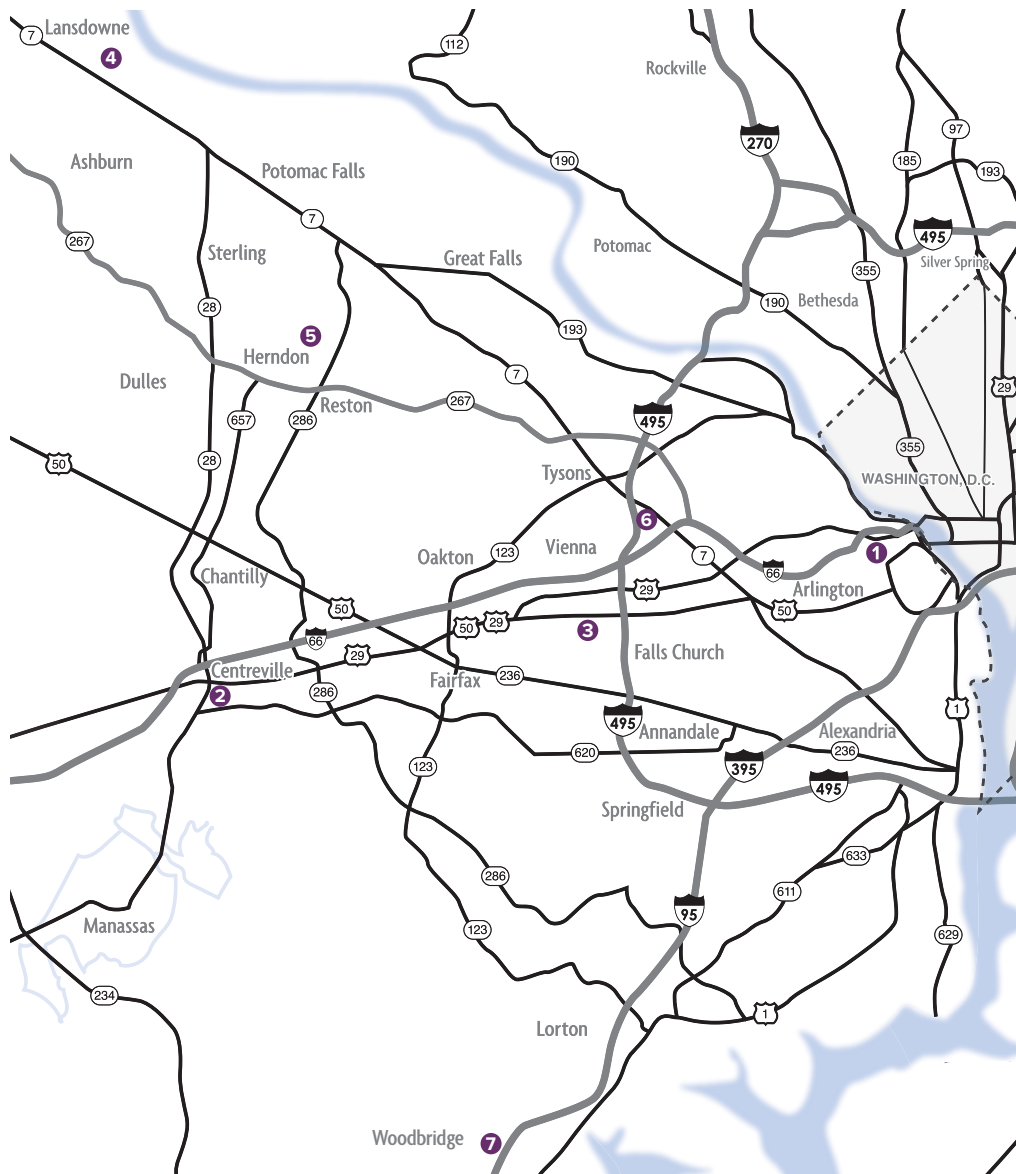 Lansdowne
7
4
112
Rockville
270
97
Ashburn
190
185
193
Potomac Falls
7
267
Sterling
Great Falls
Potomac
495
Silver Spring
355
28
190
Bethesda
193
5
Herndon
Dulles
7
29
Reston
267
657
286
495
355
50
28
Tysons
WASHINGTON, D.C.
6
Vienna
123
Oakton
7
1
66
Chantilly
Arlington
29
50
50
29
50
3
66
29
Falls Church
Centreville
Fairfax
236
2
286
1
495
Annandale
Alexandria
620
236
123
395
495
Springfield
633
286
611
95
Manassas
123
629
234
1
Lorton
Woodbridge
7